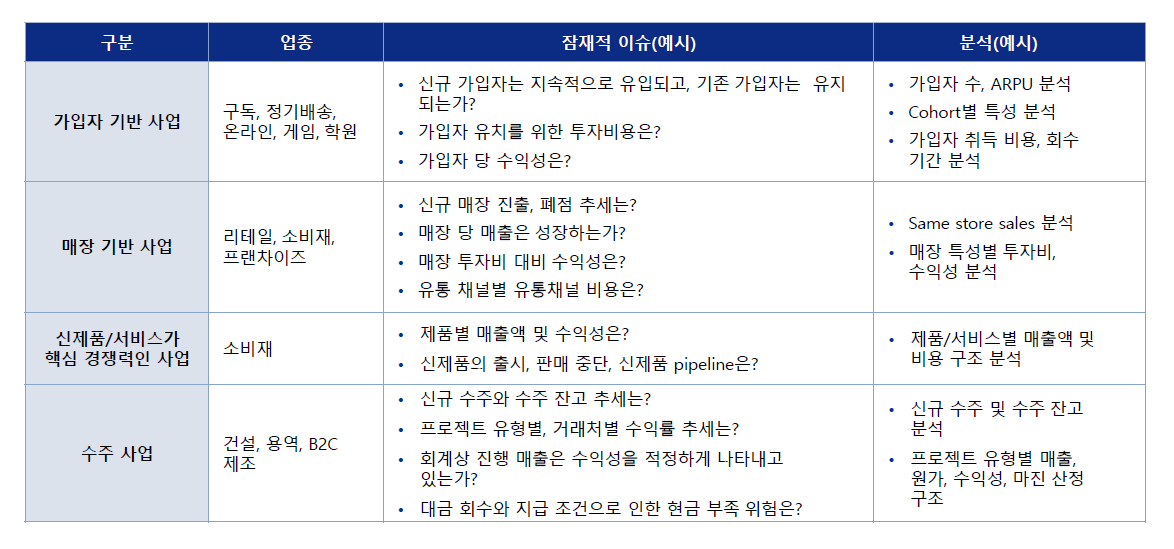 구분
업종
잠재적 이슈(예시)
분석(예시)
가입자 기반 사업
구독, 정기배송,
온라인, 게임, 학원
• 신규 가입자는 지속적으로 유입되고, 기존 가입자는 유지
되는가?
• 가입자 유치를 위한 투자비용은?
• 가입자 당 수익성은?
• 가입자 수, ARPU 분석
• Cohort별 특성 분석
• 가입자 취득 비용, 회수
기간 분석
매장 기반 사업
리테일, 소비재,
프랜차이즈
• 신규 매장 진출, 폐점 추세는?
• 매장 당 매출은 성장하는가?
• 매장 투자비 대비 수익성은?
• 유통 채널별 유통채널 비용은?
• Same store sales 분석
• 매장 특성별 투자비,
수익성 분석
신제품/서비스가
핵심 경쟁력인 사업
소비재
• 제품별 매출액 및 수익성은?
• 신제품의 출시, 판매 중단, 신제품 pipeline은?
• 제품/서비스별 매출액 및
비용 구조 분석
수주 사업
건설, 용역, B2C
제조
• 신규 수주와 수주 잔고 추세는?
• 프로젝트 유형별, 거래처별 수익률 추세는?
• 회계상 진행 매출은 수익성을 적정하게 나타내고
있는가?
• 대금 회수와 지급 조건으로 인한 현금 부족 위험은?
• 신규 수주 및 수주 잔고
분석
• 프로젝트 유형별 매출,
원가, 수익성, 마진 산정
구조